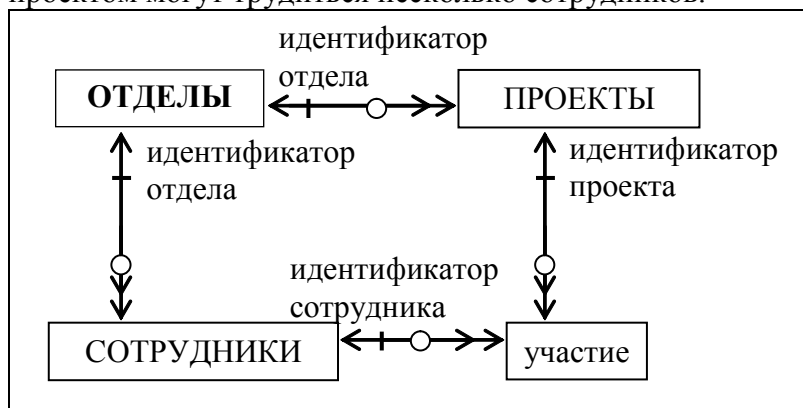 проектом могут трудиться несколько сотрудников.
идентификатор
отдела
ОТДЕЛЫ
ПРОЕКТЫ
идентификатор
отдела
идентификатор
проекта
идентификатор
сотрудника
СОТРУДНИКИ
участие